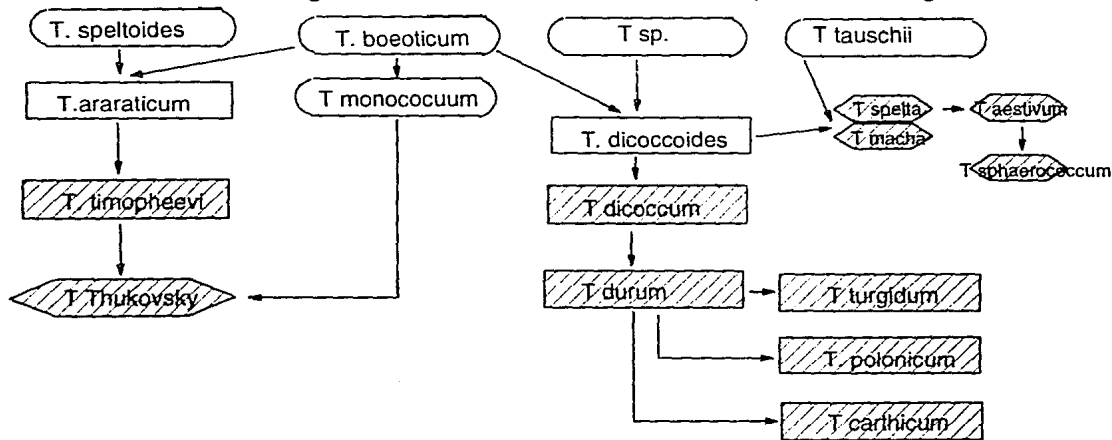 T. speltoides
T. boeoticum
T sp.
T tauschii
T.araraticum
T monococuum
T. dicoccoides
T spelta
T macha
T aestivum
T sphaerococcum
T. timopheevi
T dicoccum
T Thukovsky
T durum
T turgidum
T. polonicum
T carthicum